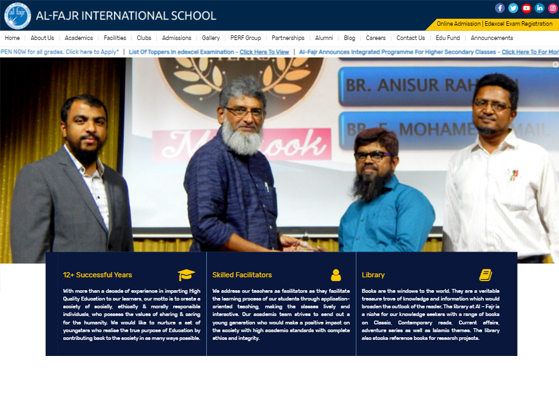 AL-FAJR INTERNATIONAL SCHOOL
Online Admission | Edexcel Exam Registration
Home | About Us | Academics | Facilities | Clubs | Admissions | Gallery | PERF Group | Partnerships | Alumni | Blog | Careers | Contact Us | Edu Fund | Announcements
PEN NOW for all grades. Click here to Apply* | List Of Toppers In edexcel Examination - Click Here To View | Al-Fajr Announces Integrated Programme For Higher Secondary Classes - Click Here To For Mor
YEARS
BR. ANISUR RAH
BR. F. MOHAME
12+ Successful Years
With more than a decade of experience in imparting High
Quality Education to our learners, our motto is to create a
society of socially, ethically & morally responsible
individuals, who possess the values of sharing & caring
for the humanity. We would like to nurture a set of
youngsters who realise the true purpose of Education by
contributing back to the society in as many ways possible.
Skilled Facilitators
We address our teachers as facilitators as they facilitate
the learning process of our students through application-
oriented teaching, making the classes lively and
interactive. Our academic team strives to send out a
young generation who would make a positive impact on
the society with high academic standards with complete
ethics and integrity.
Library
Books are the windows to the world. They are a veritable
treasure trove of knowledge and information which would
broaden the outlook of the reader. The library at Al – Fajr is
a niche for our knowledge seekers with a range of books
on Classic, Contemporary reads, Current affairs,
adventure series as well as Islamic themes. The library
also stocks reference books for research projects.